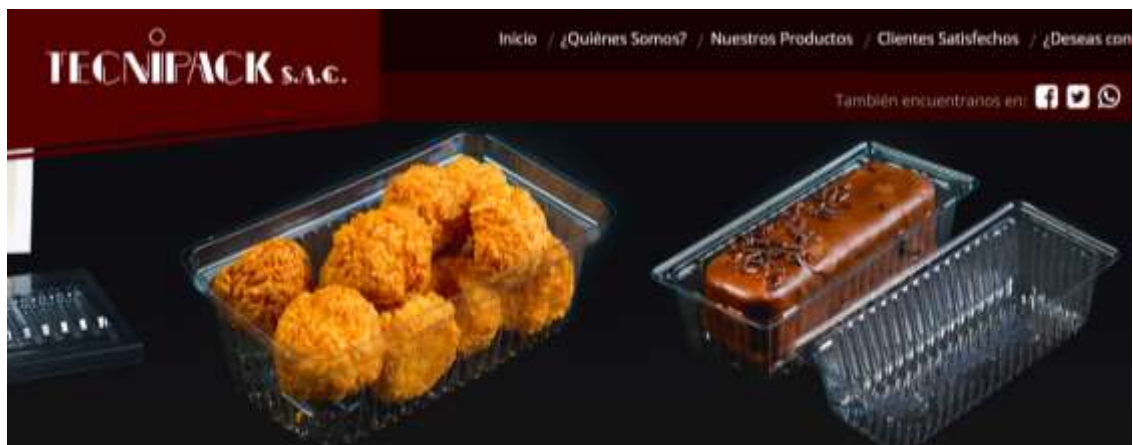 TECNIPACK S.A.C.
Inicio / ¿Quiénes Somos? / Nuestros Productos / Clientes Satisfechos / ¿Deseas con
También encuentranos en: